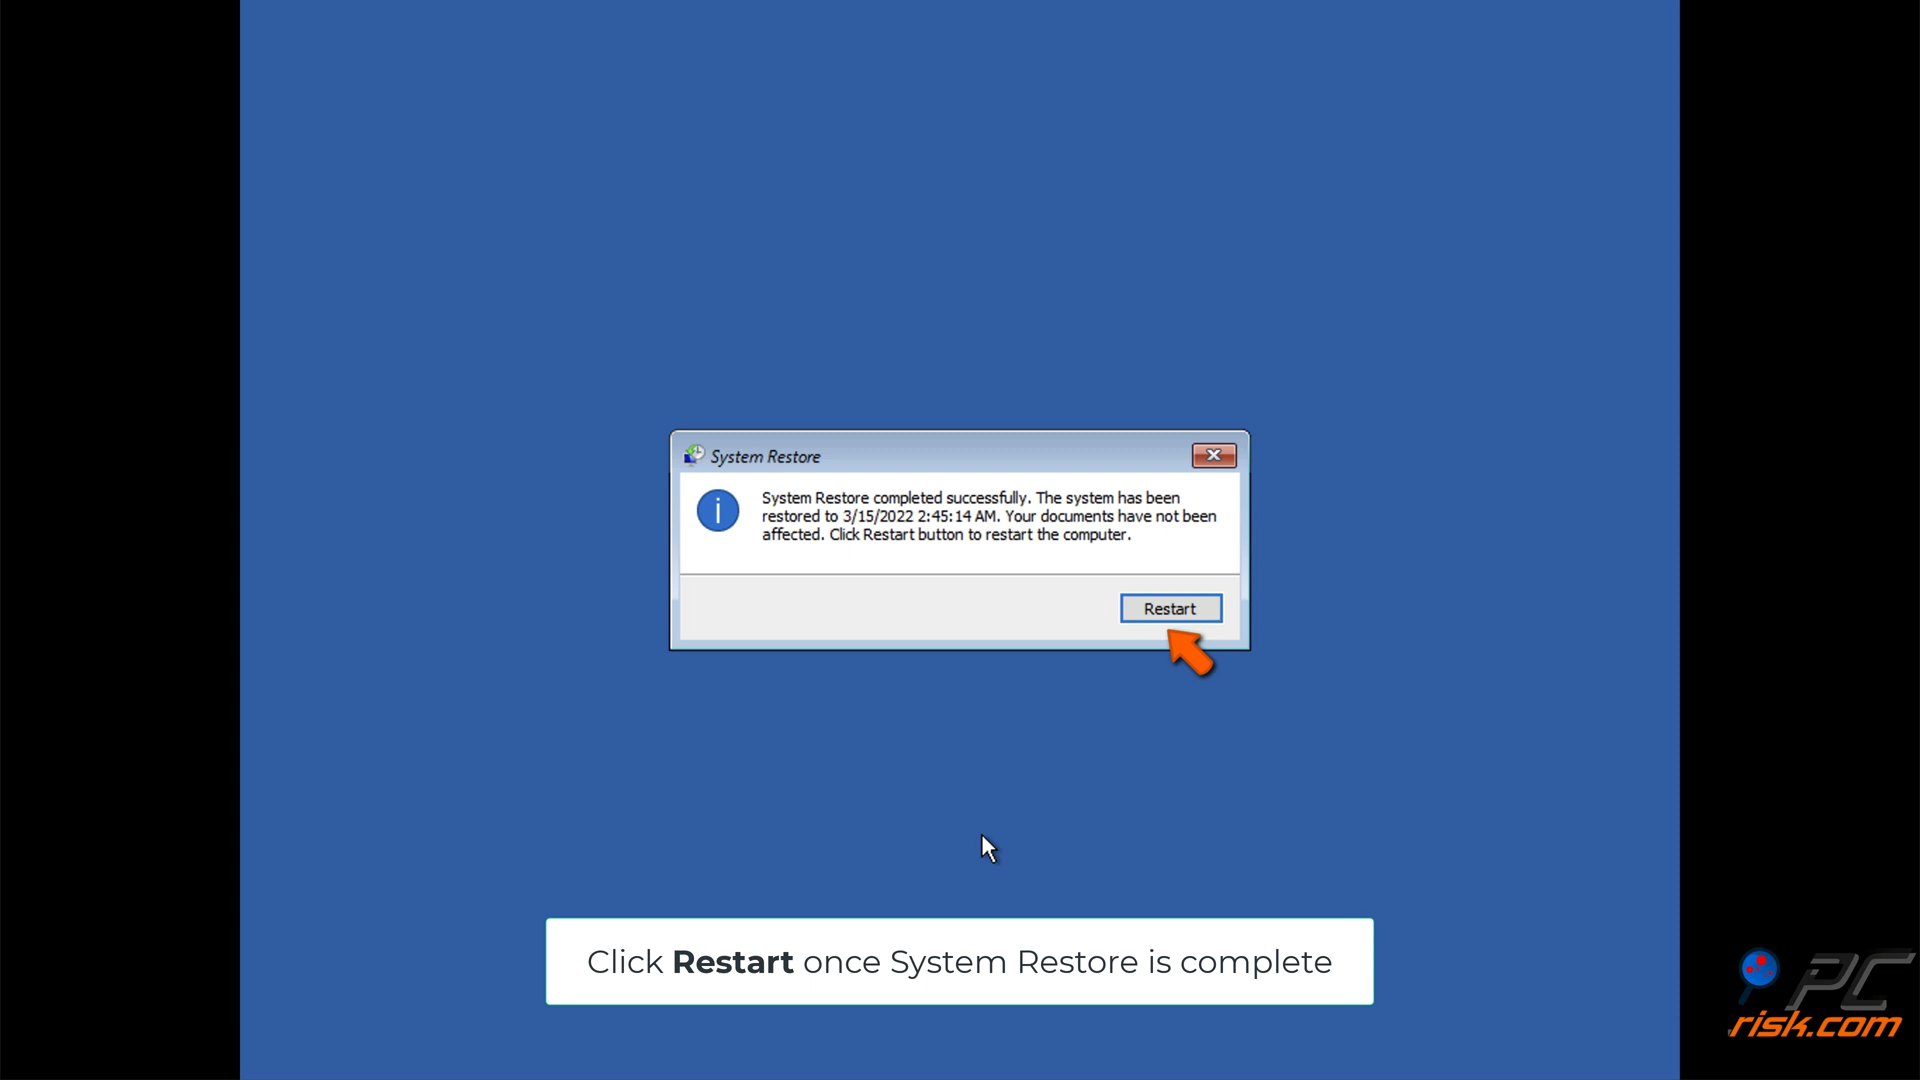 System Restore
System Restore completed successfully. The system has been
restored to 3/15/2022 2:45:14 AM. Your documents have not been
affected. Click Restart button to restart the computer.
Restart
Click Restart once System Restore is complete
PC
risk.com